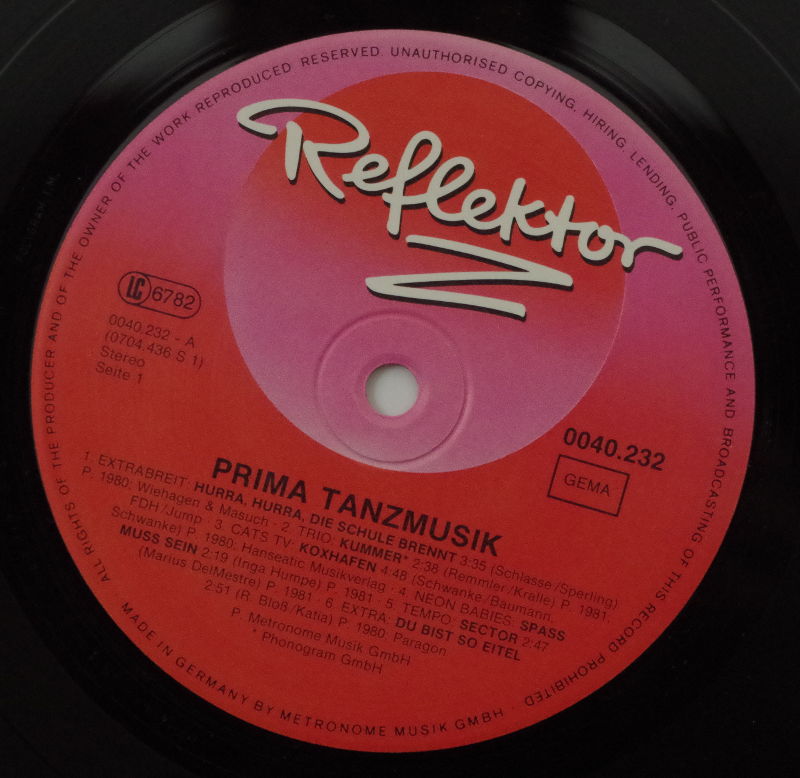 ALL RIGHTS OF THE PRODUCER AND OF THE OWNER OF THE WORK REPRODUCED RESERVED UNAUTHORISED COPYING, HIRING, LENDING, PUBLIC PERFORMANCE AND BROADCASTING OF THIS RECORD PROHIBITED
Reflektor
LC 6782
0040.232 - A
(0704.436 S 1)
Stereo
Seite 1
0040.232
GEMA
PRIMA TANZMUSIK
1. EXTRABREIT: HURRA, HURRA, DIE SCHULE BRENNT 3:35 (Schlasse/Sperling)
P. 1980: Wiehagen & Masuch - 2. TRIO: KUMMER* 2:38 (Remmler/Kralle) P. 1981:
FDH/Jump · 3. CATS TV: KOXHAFEN 4:48 (Schwanke/Baumann.
Schwanke) P. 1980: Hanseatic Musikverlag · 4. NEON BABIES: SPASS
MUSS SEIN 2:19 (Inga Humpe) P. 1981 · 5. TEMPO: SECTOR 2:47
(Marius DelMestre) P. 1981 · 6. EXTRA: DU BIST SO EITEL
2:51 (R. Bloß/Katia) P. 1980: Paragon
P. Metronome Musik GmbH
* Phonogram GmbH
MADE IN GERMANY BY METRONOME MUSIK GMBH ·